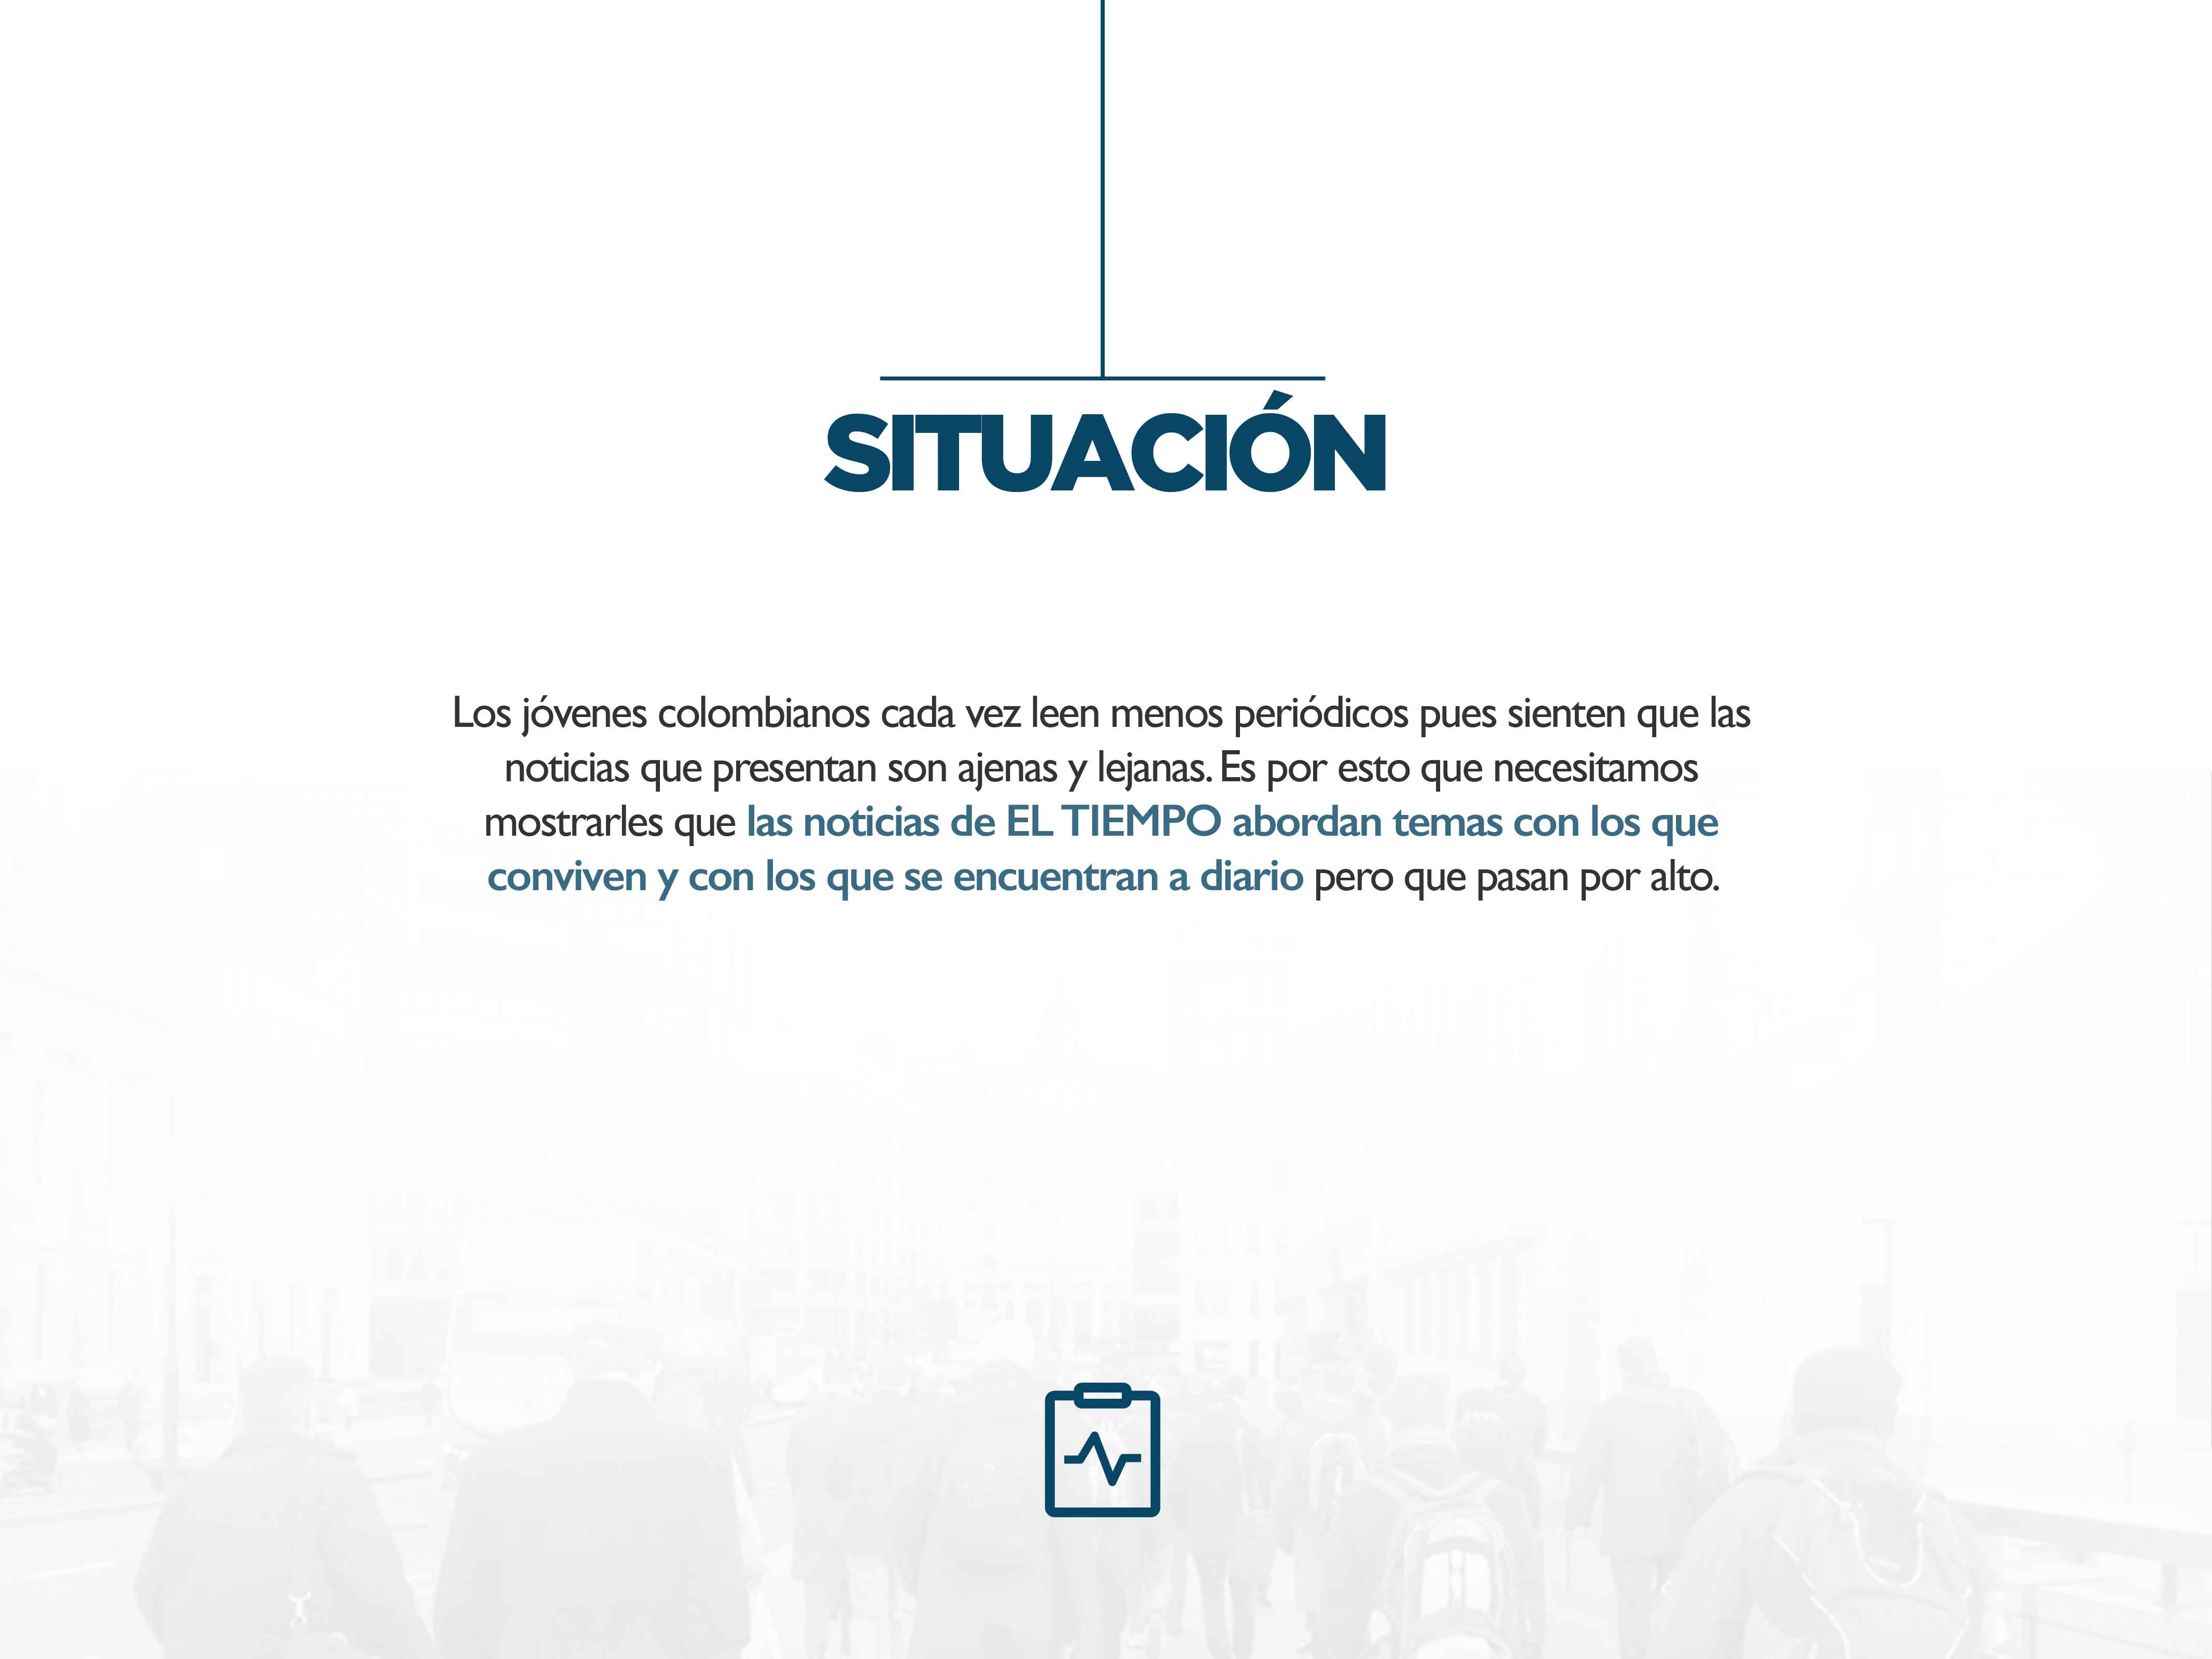 SITUACIÓN
Los jóvenes colombianos cada vez leen menos periódicos pues sienten que las
noticias que presentan son ajenas y lejanas. Es por esto que necesitamos
mostrarles que las noticias de EL TIEMPO abordan temas con los que
conviven y con los que se encuentran a diario pero que pasan por alto.